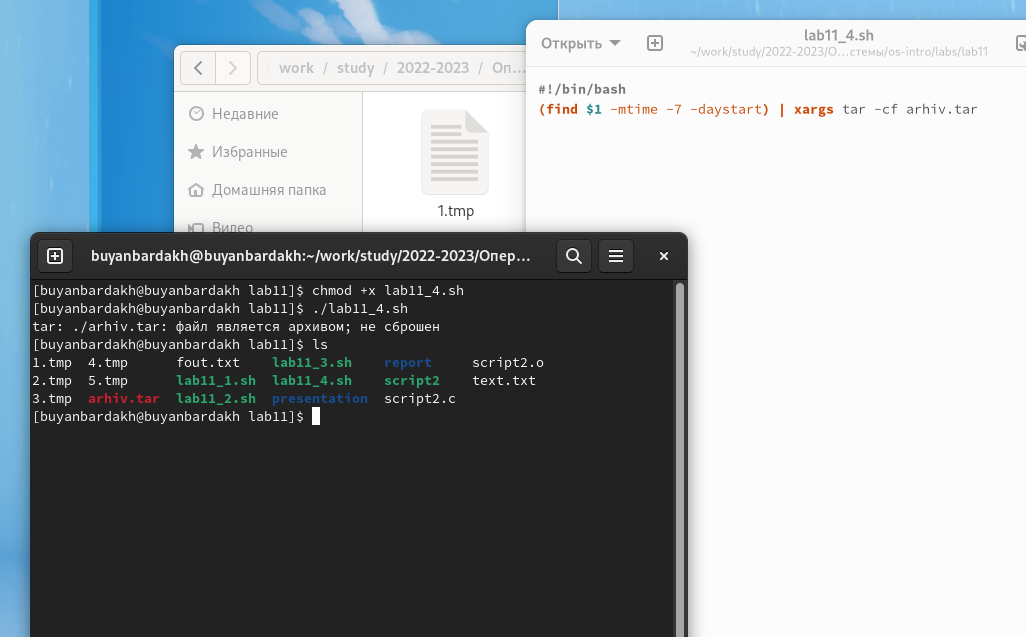 work / study / 2022-2023 / Оп…
Недавние
Избранные
Домашняя папка
Видео
1.tmp
Открыть
lab11_4.sh
~/work/study/2022-2023/О…стемы/os-intro/labs/lab11
#!/bin/bash
(find $1 -mtime -7 -daystart) | xargs tar -cf arhiv.tar
buyanbardakh@buyanbardakh:~/work/study/2022-2023/Опер…
[buyanbardakh@buyanbardakh lab11]$ chmod +x lab11_4.sh
[buyanbardakh@buyanbardakh lab11]$ ./lab11_4.sh
tar: ./arhiv.tar: файл является архивом; не сброшен
[buyanbardakh@buyanbardakh lab11]$ ls
1.tmp 4.tmp fout.txt lab11_3.sh report script2.o
2.tmp 5.tmp lab11_1.sh lab11_4.sh script2 text.txt
3.tmp arhiv.tar lab11_2.sh presentation script2.c
[buyanbardakh@buyanbardakh lab11]$